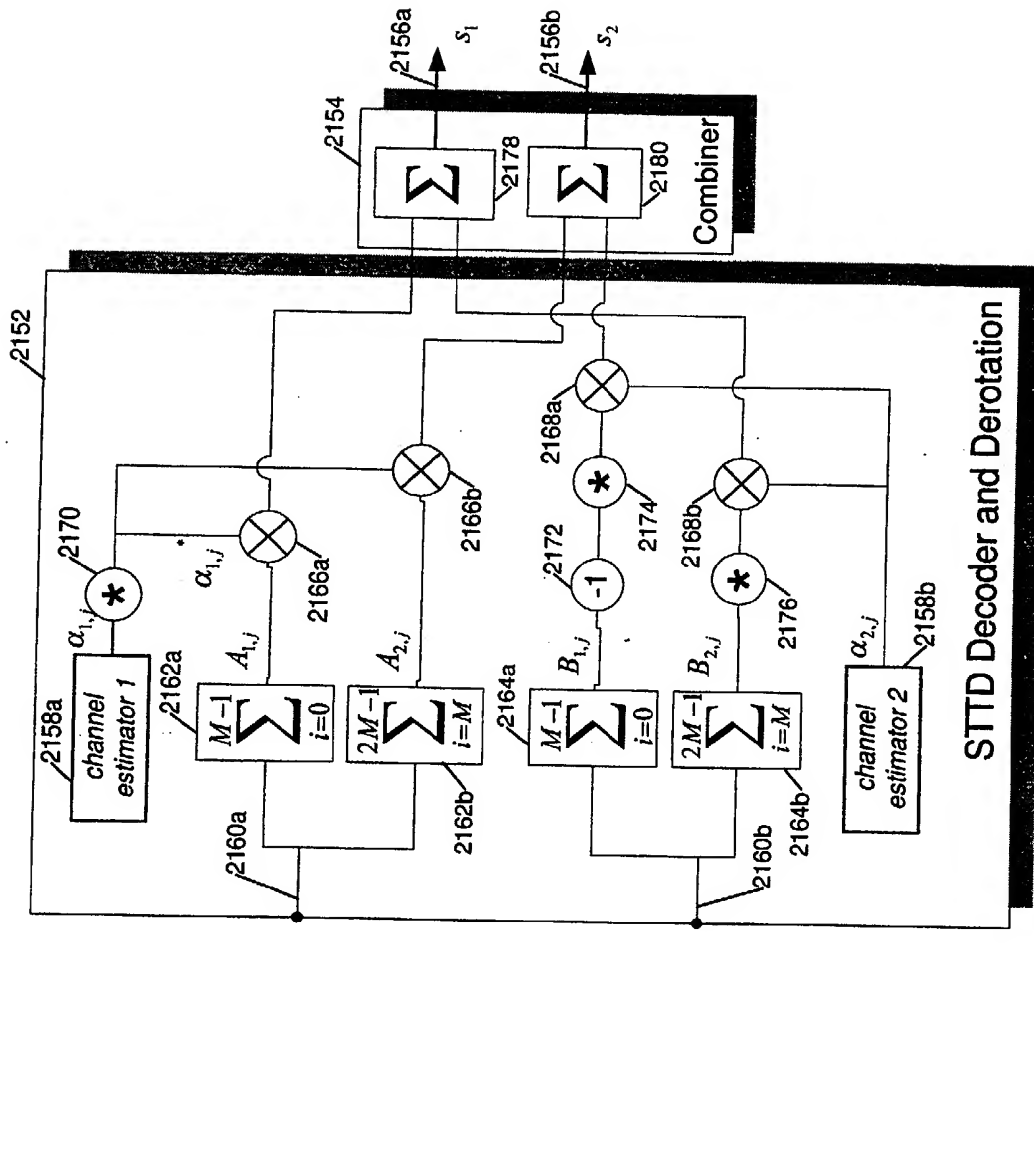 2152
2158a
channel
estimator 1
α1,j
*
2170
α1,j*
2162a
M−1
∑
i=0
A1,j
2166a
2160a
2M−1
∑
i=M
A2,j
2162b
2166b
2164a
M−1
∑
i=0
B1,j
2172
-1
*
2174
2168a
2160b
2M−1
∑
i=M
B2,j
2164b
*
2176
2168b
channel
estimator 2
α2,j
2158b
STTD Decoder and Derotation
2154
∑
2178
∑
2180
Combiner
2156a
s1
2156b
s2